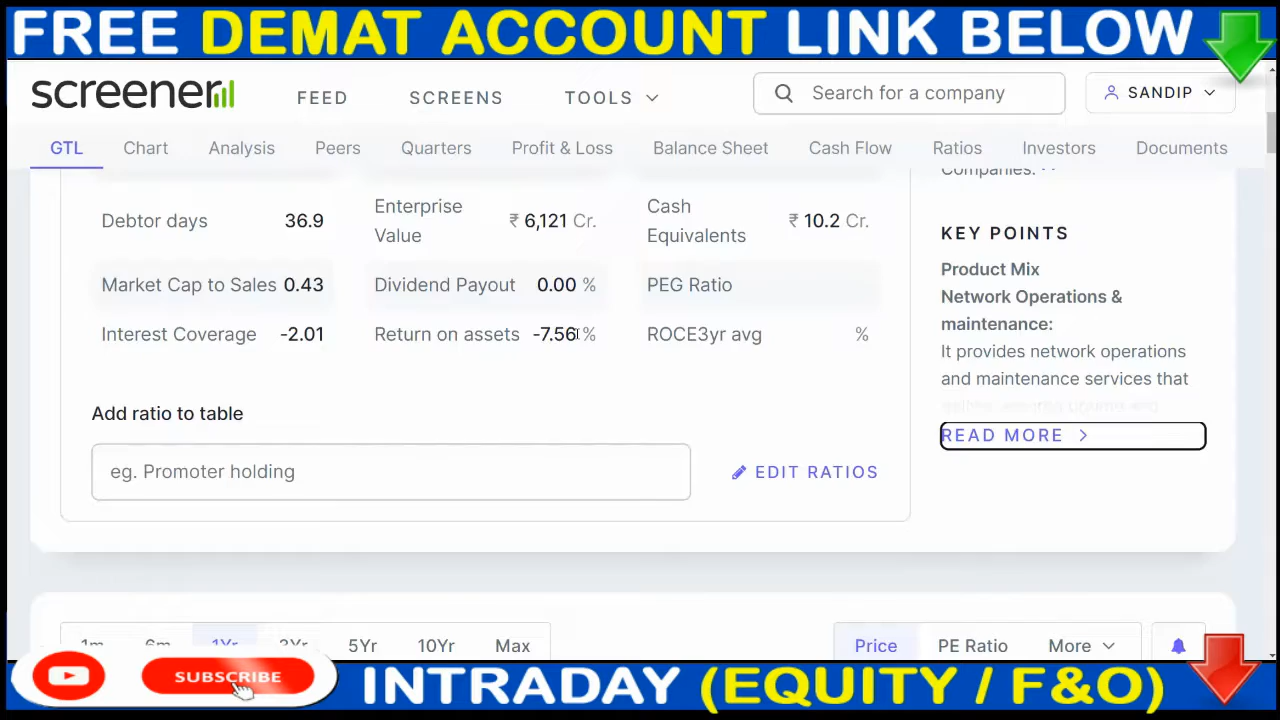 FREE DEMAT ACCOUNT LINK BELOW
screener
FEED
SCREENS
TOOLS
Search for a company
SANDIP
GTL
Chart
Analysis
Peers
Quarters
Profit & Loss
Balance Sheet
Cash Flow
Ratios
Investors
Documents
Debtor days 36.9
Enterprise
Value
₹ 6,121 Cr.
Cash
Equivalents
₹ 10.2 Cr.
Market Cap to Sales 0.43
Dividend Payout 0.00 %
PEG Ratio
Interest Coverage -2.01
Return on assets -7.56 %
ROCE3yr avg %
Add ratio to table
eg. Promoter holding
EDIT RATIOS
Companies.
KEY POINTS
Product Mix
Network Operations &
maintenance:
It provides network operations
and maintenance services that
READ MORE
1m 6m 1Yr 3Yr 5Yr 10Yr Max
Price PE Ratio More
SUBSCRIBE
INTRADAY (EQUITY / F&O)